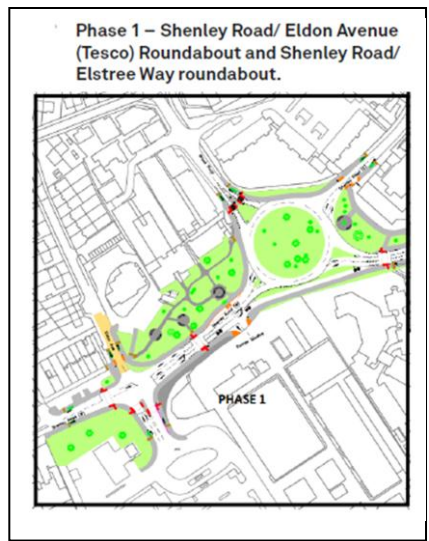 Phase 1 – Shenley Road/ Eldon Avenue
(Tesco) Roundabout and Shenley Road/
Elstree Way roundabout.
PHASE 1